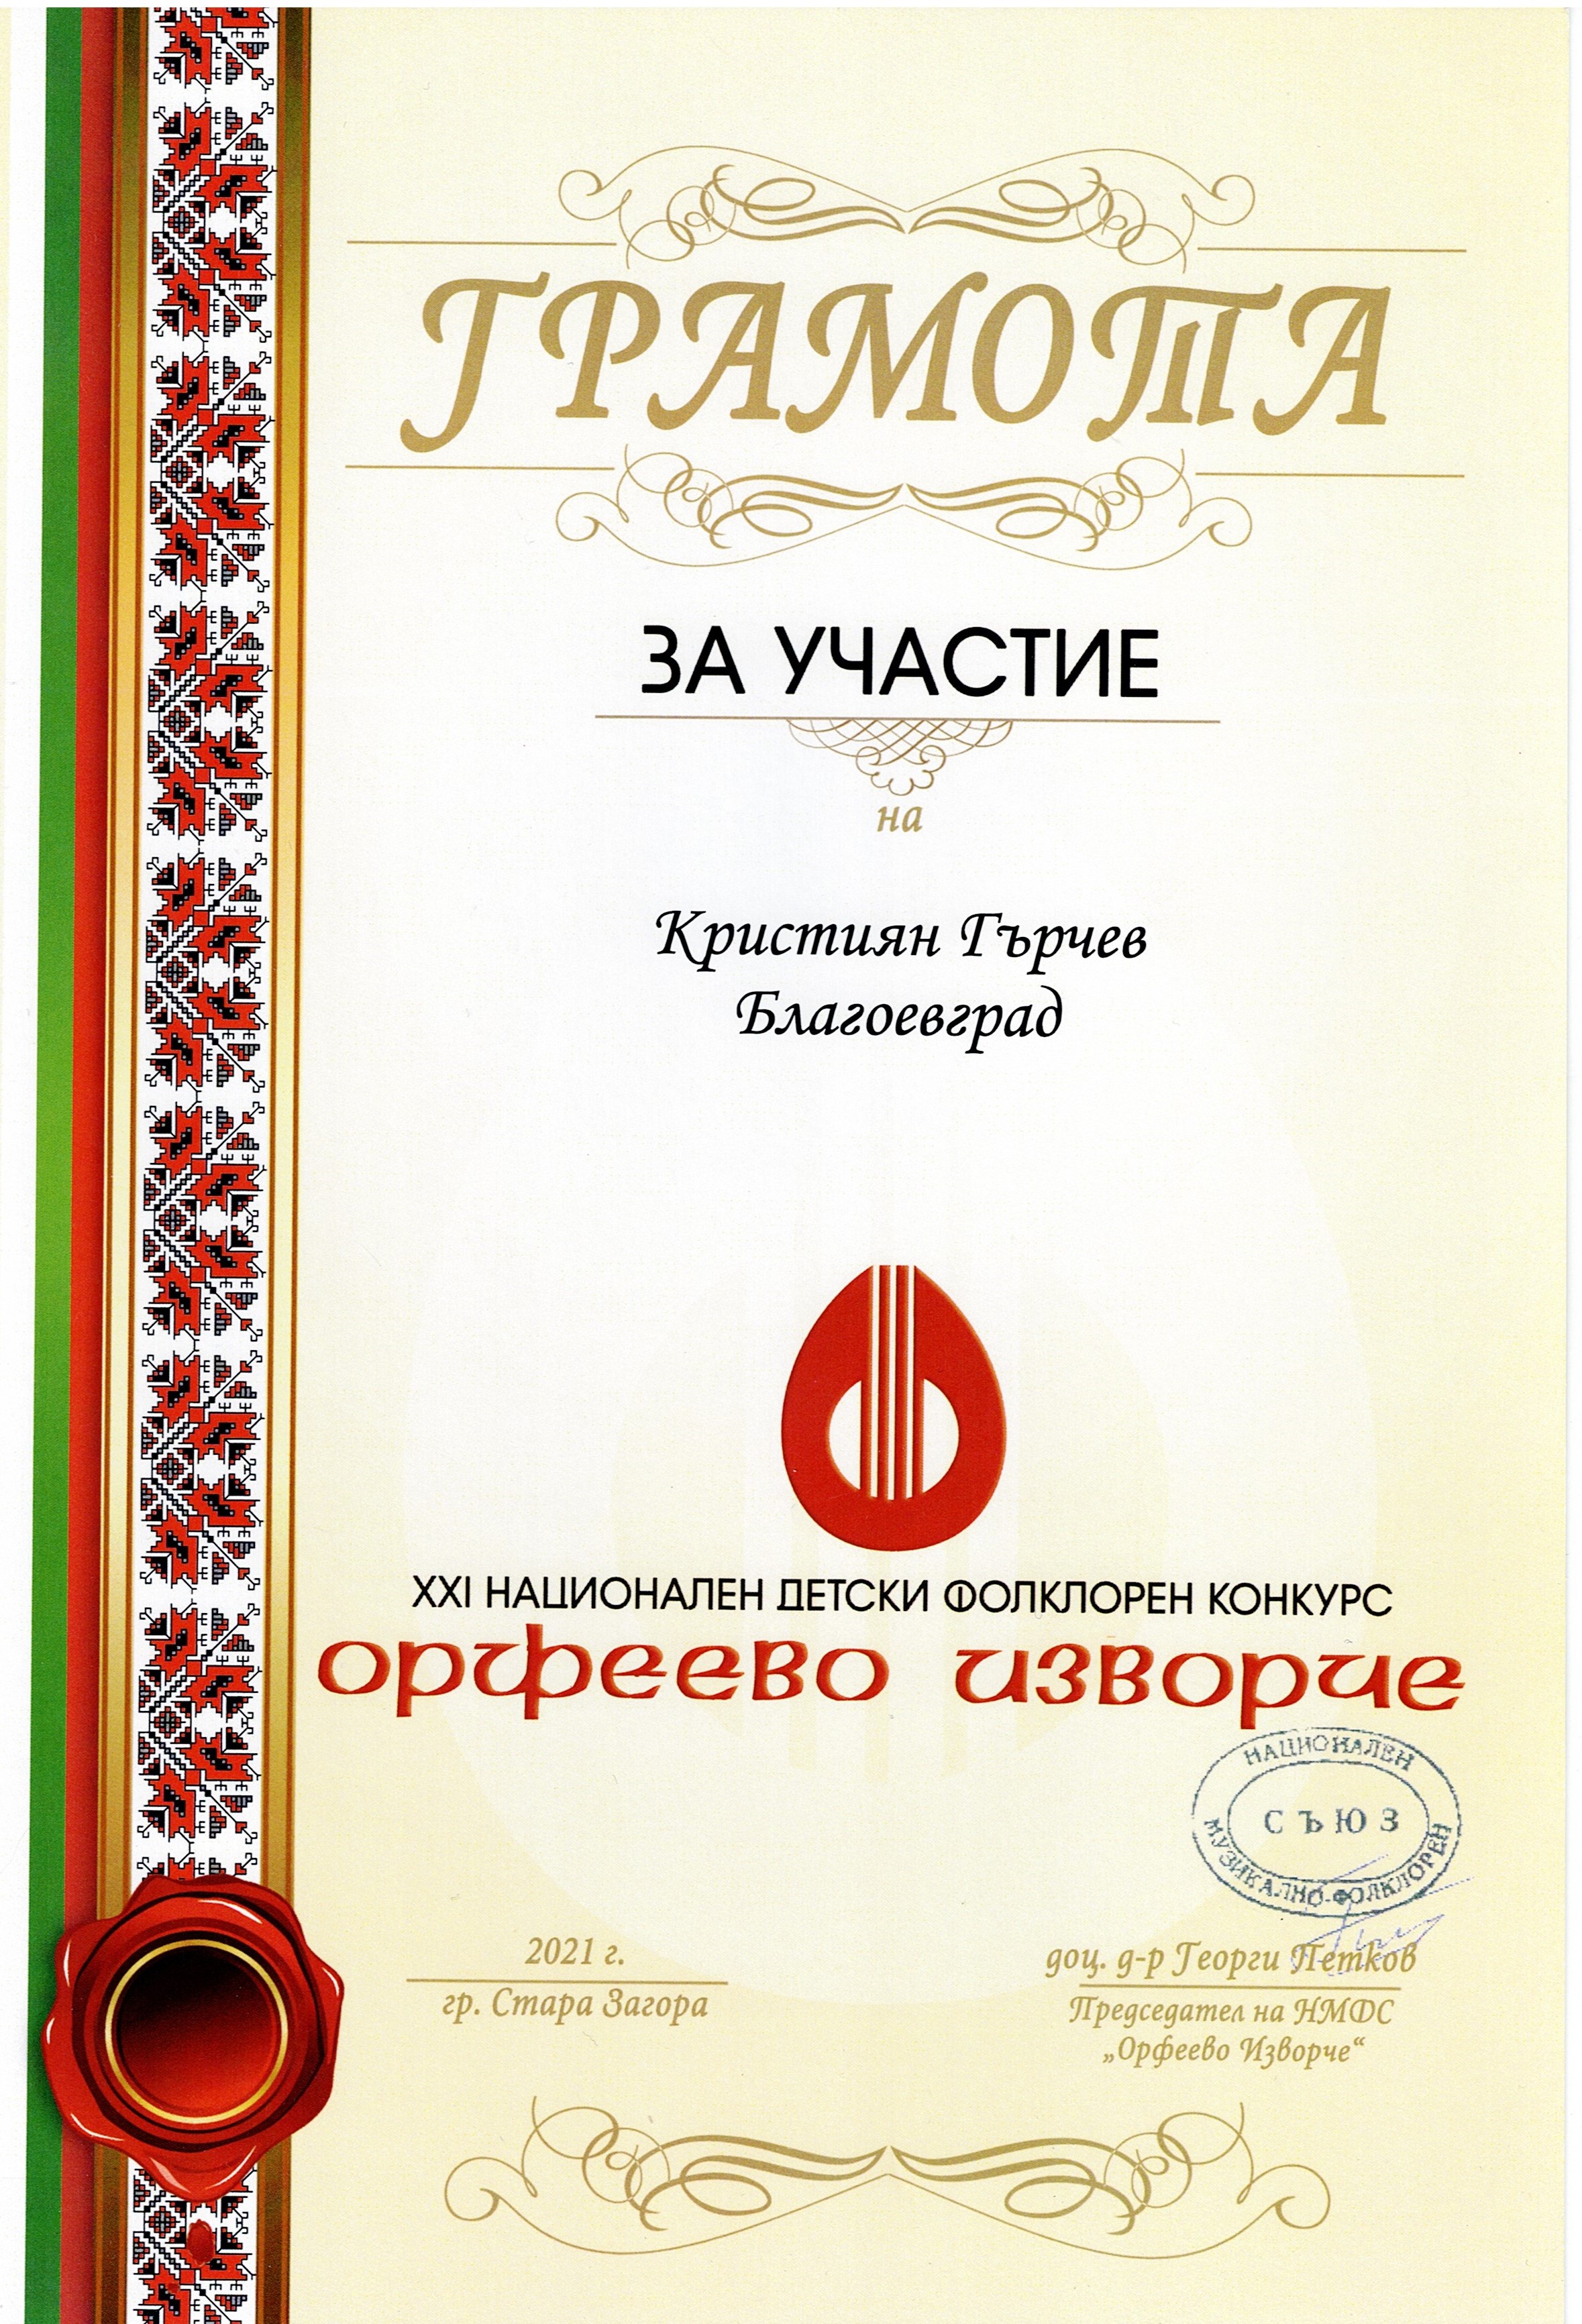 ГРАМОТА
ЗА УЧАСТИЕ
на
Кристиян Гърчев
Благоевград
XXI НАЦИОНАЛЕН ДЕТСКИ ФОЛКЛОРЕН КОНКУРС
орфеево изворче
НАЦИОНАЛЕН
СЪЮЗ
МУЗИКАЛНО-ФОЛКЛОРЕН
2021 г.
гр. Стара Загора
доц. д-р Георги Петков
Председател на НМФС
„Орфеево Изворче“